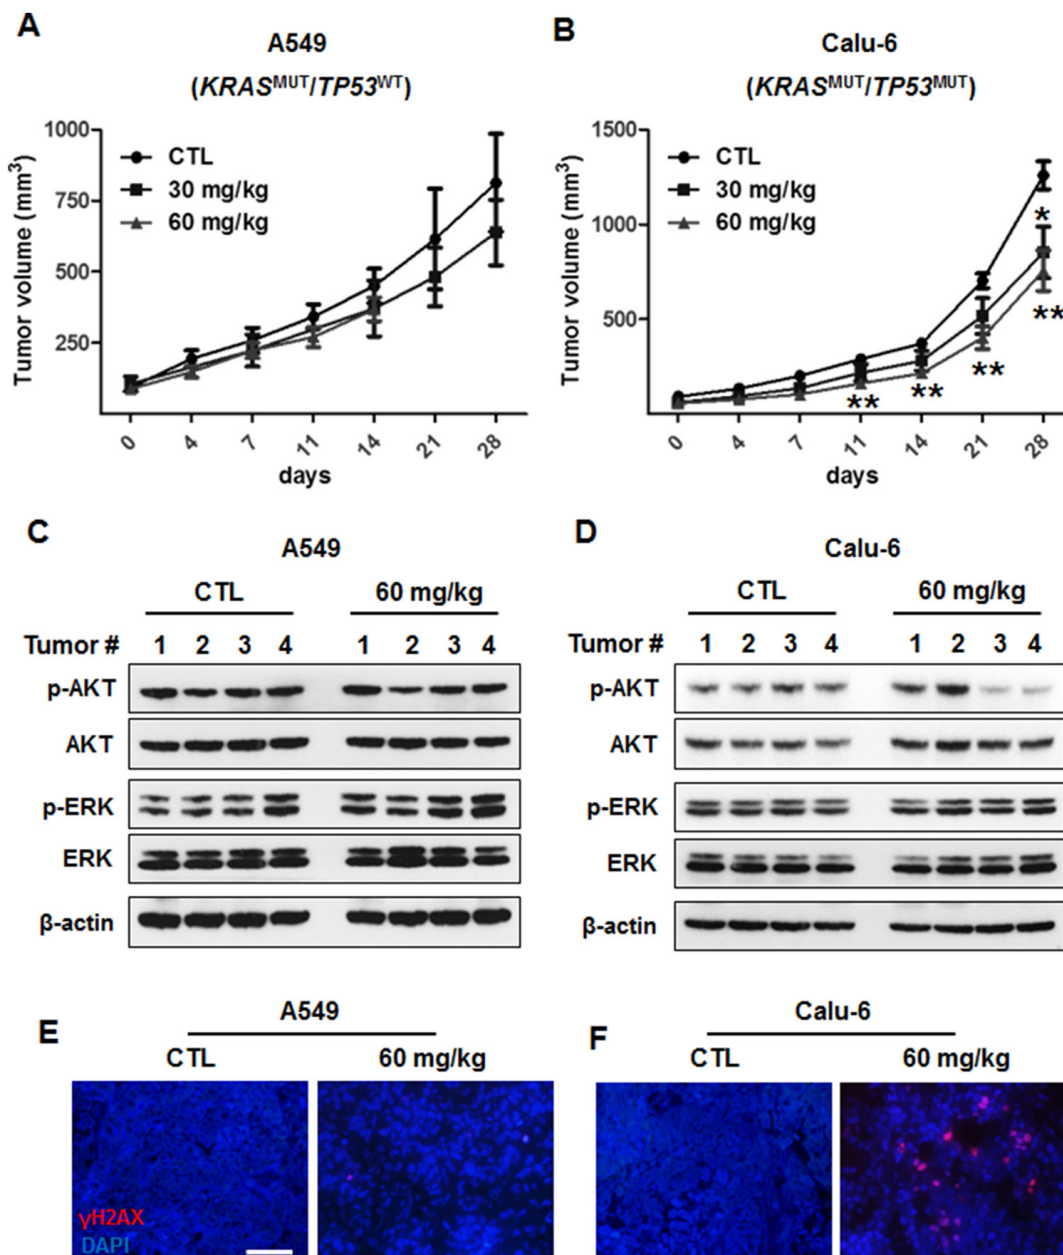 A
A549
(KRASMUT/TP53WT)
Tumor volume (mm3)
1000
750
500
250
CTL
30 mg/kg
60 mg/kg
0 4 7 11 14 21 28
days
B
Calu-6
(KRASMUT/TP53MUT)
Tumor volume (mm3)
1500
1000
500
CTL
30 mg/kg
60 mg/kg
*
**
** ** **
0 4 7 11 14 21 28
days
C
A549
CTL 60 mg/kg
Tumor # 1 2 3 4 1 2 3 4
p-AKT
AKT
p-ERK
ERK
β-actin
D
Calu-6
CTL 60 mg/kg
Tumor # 1 2 3 4 1 2 3 4
p-AKT
AKT
p-ERK
ERK
β-actin
E
A549
CTL 60 mg/kg
γH2AX
DAPI
F
Calu-6
CTL 60 mg/kg